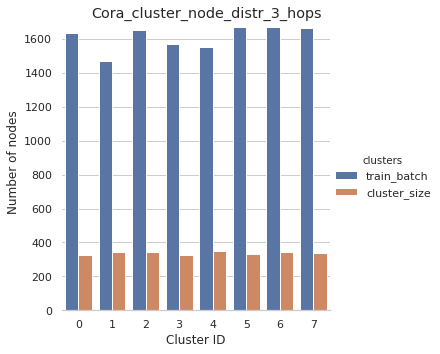 Cora_cluster_node_distr_3_hops
Number of nodes
1600
1400
1200
1000
800
600
400
200
0
0 1 2 3 4 5 6 7
Cluster ID
clusters
train_batch
cluster_size